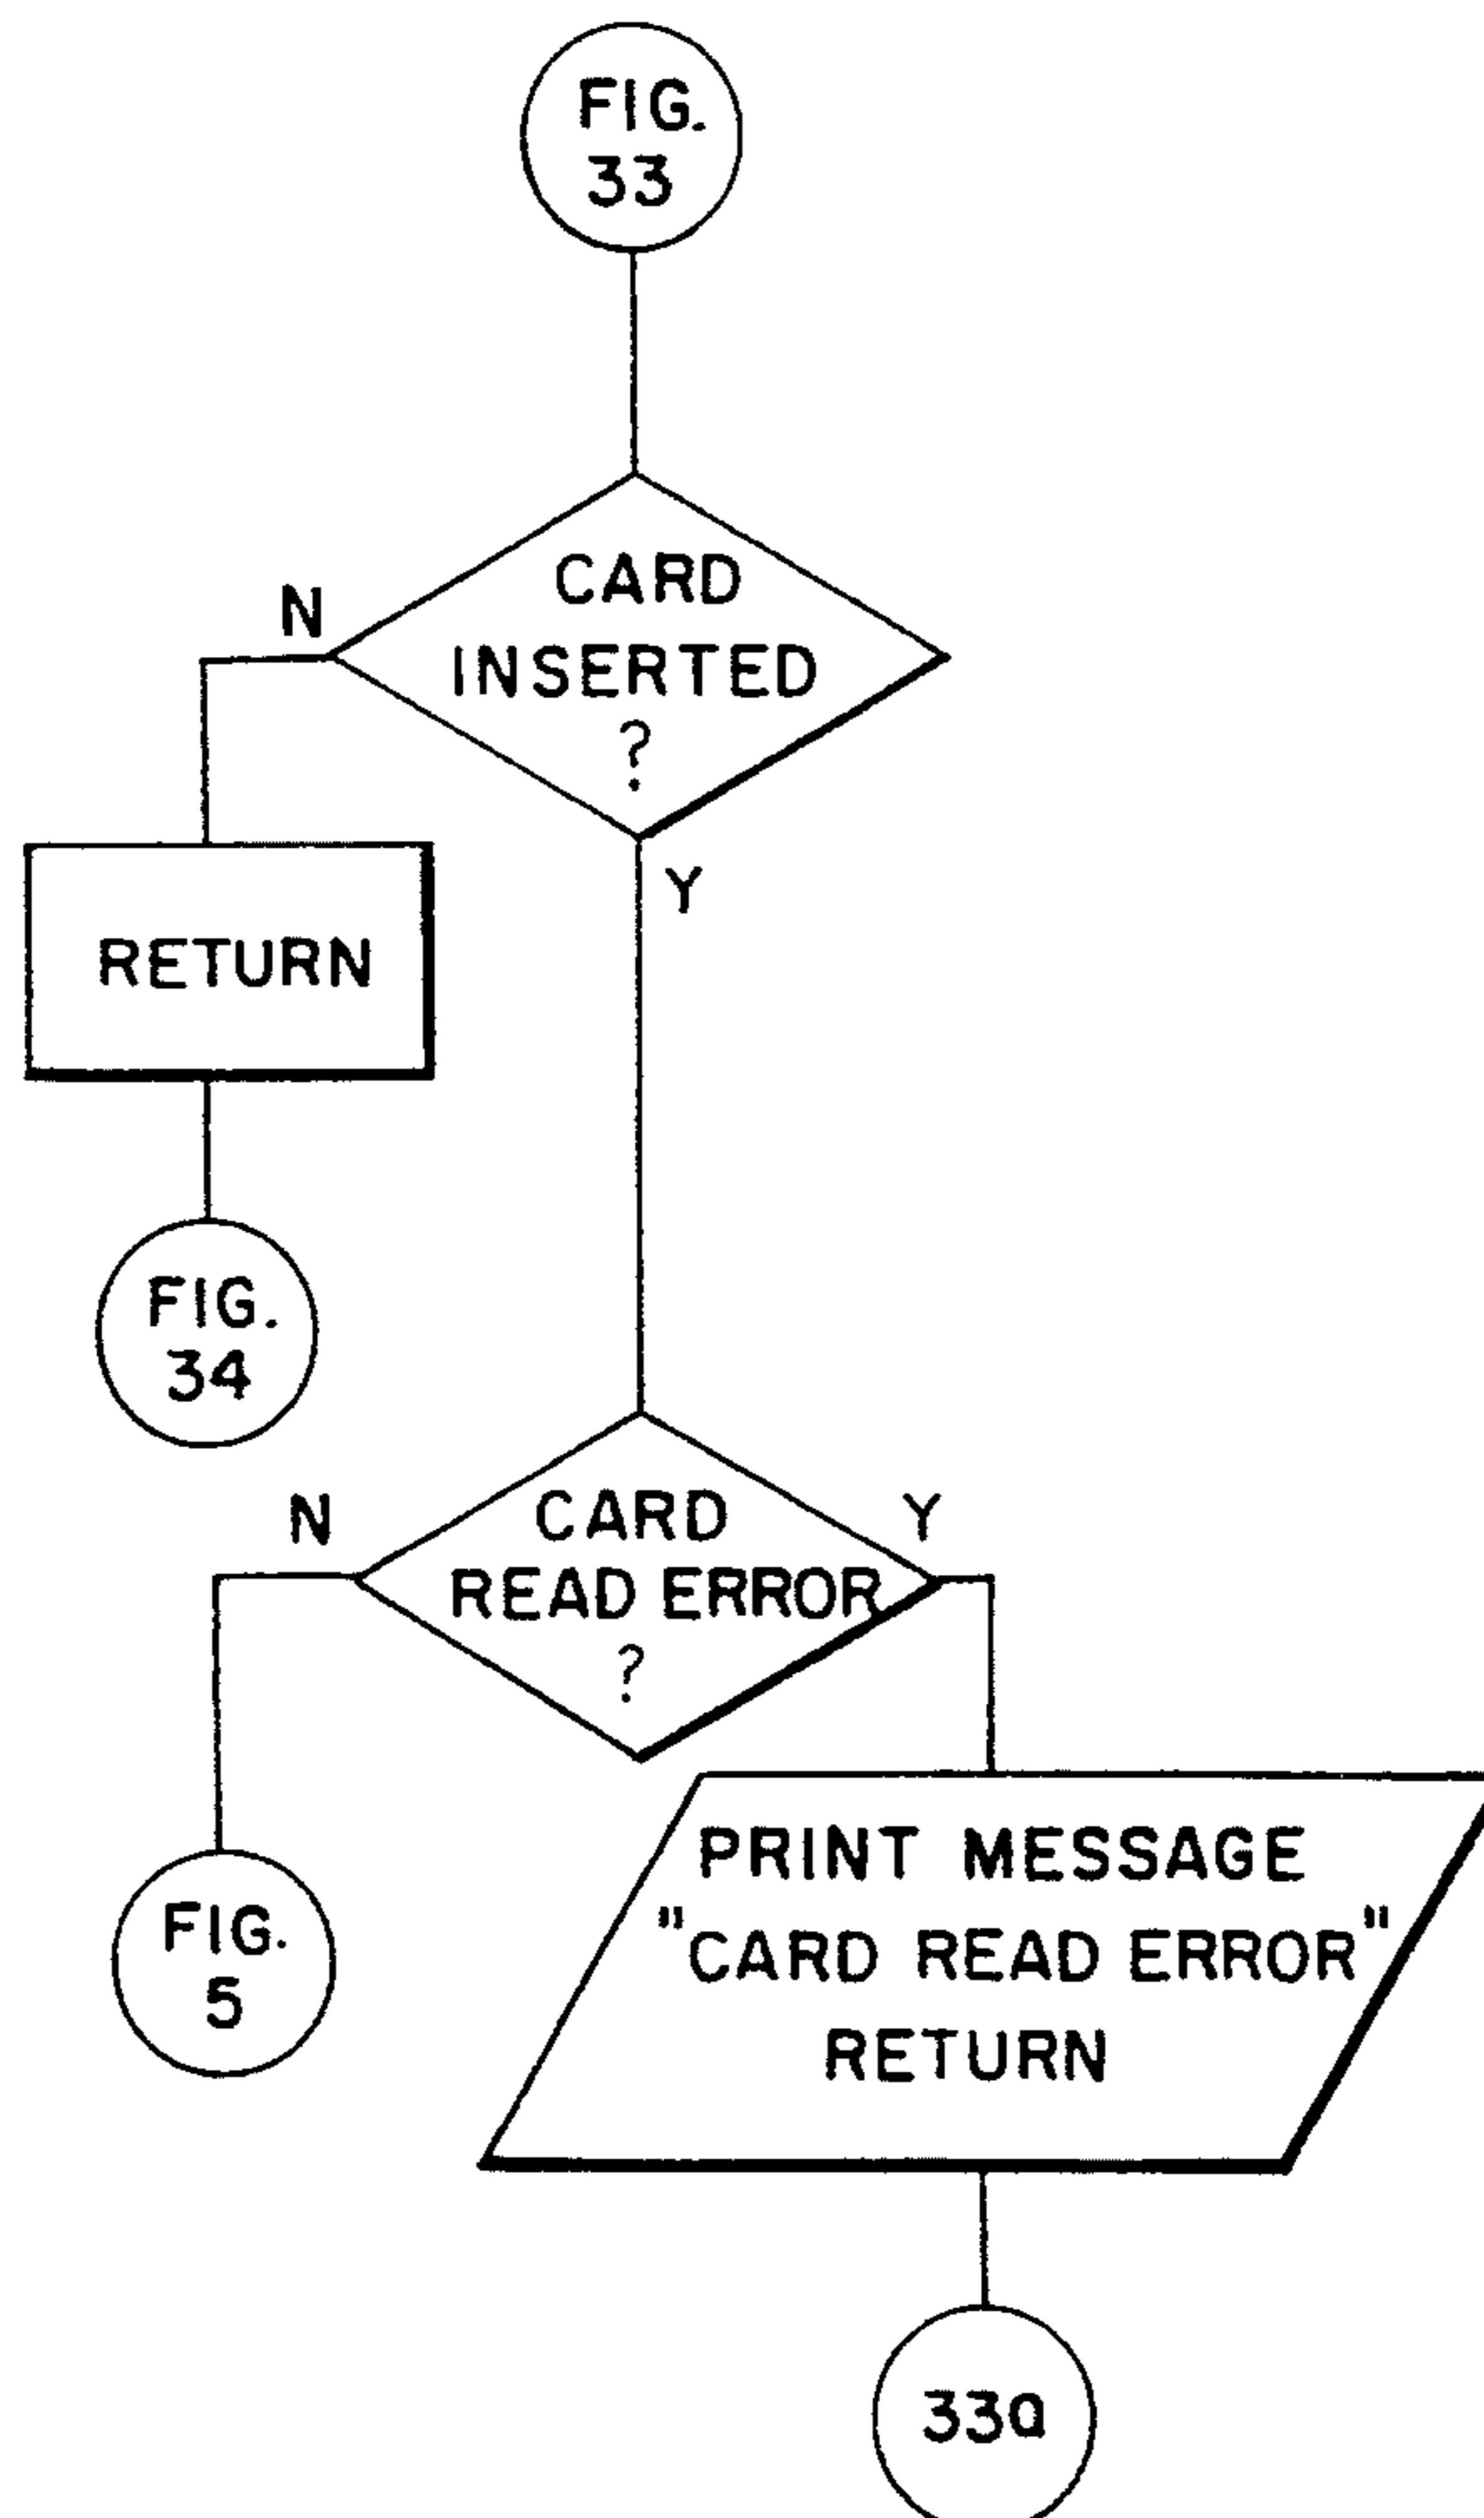 FIG.
33
CARD
INSERTED
?
N
Y
RETURN
FIG.
34
CARD
READ ERROR
?
N
Y
FIG.
5
PRINT MESSAGE
"CARD READ ERROR"
RETURN
33a